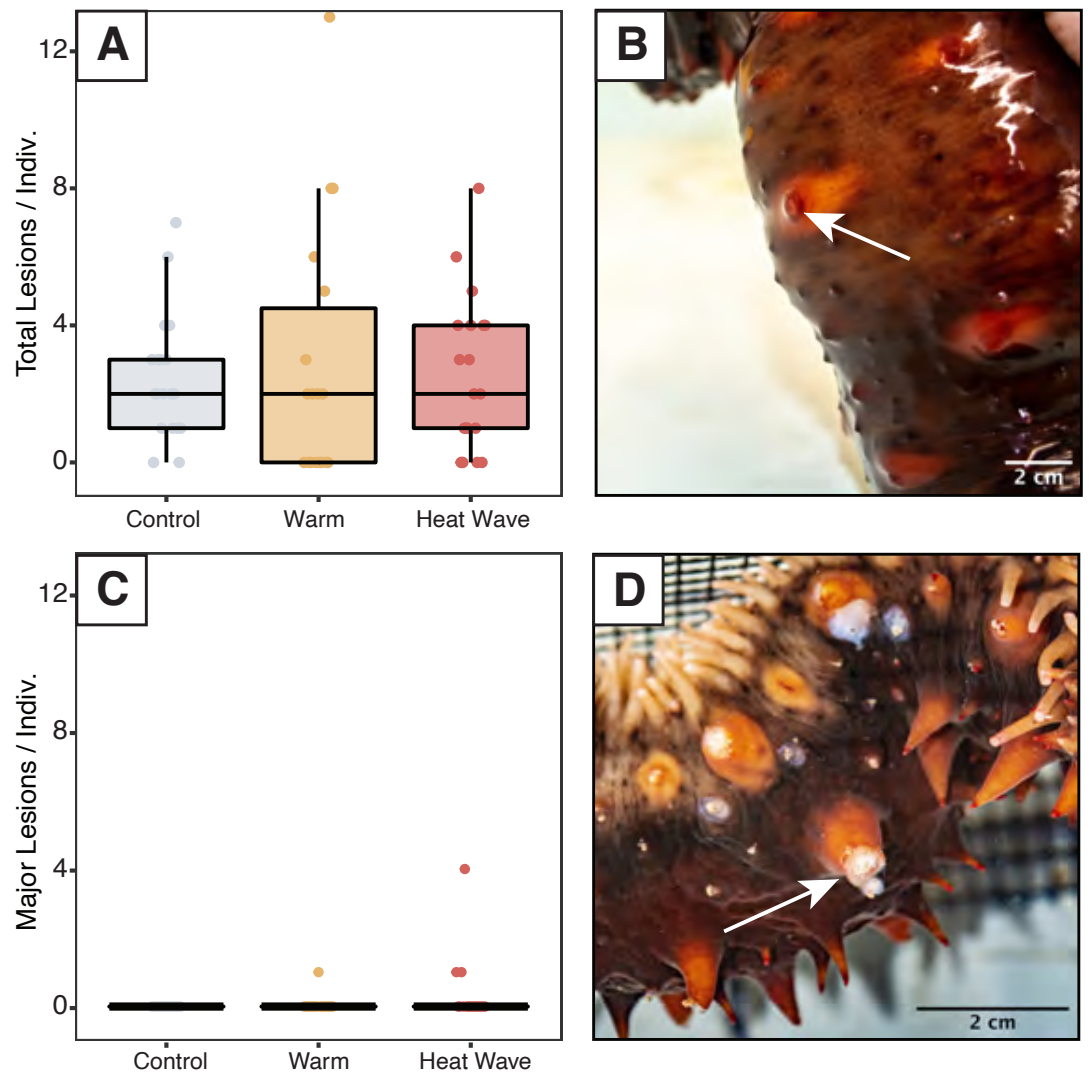 A
Total Lesions / Indiv.
12
8
4
0
Control
Warm
Heat Wave
B
2 cm
C
Major Lesions / Indiv.
12
8
4
0
Control
Warm
Heat Wave
D
2 cm